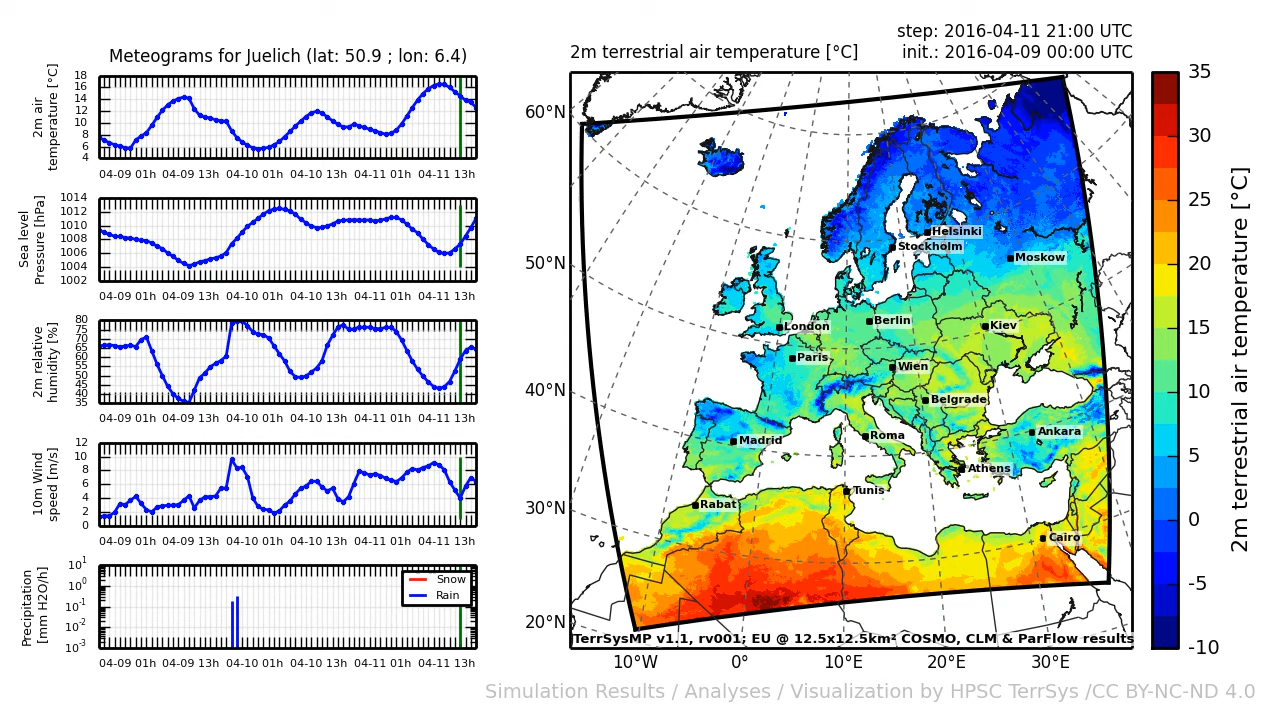 step: 2016-04-11 21:00 UTC
Meteograms for Juelich (lat: 50.9 ; lon: 6.4)
2m terrestrial air temperature [°C]
init.: 2016-04-09 00:00 UTC
2m air
temperature [°C]
18
16
14
12
10
8
6
4
04-09 01h 04-09 13h 04-10 01h 04-10 13h 04-11 01h 04-11 13h
Sea level
Pressure [hPa]
1014
1012
1010
1008
1006
1004
1002
04-09 01h 04-09 13h 04-10 01h 04-10 13h 04-11 01h 04-11 13h
2m relative
humidity [%]
80
75
70
65
60
55
50
45
40
35
04-09 01h 04-09 13h 04-10 01h 04-10 13h 04-11 01h 04-11 13h
10m Wind
speed [m/s]
12
10
8
6
4
2
0
04-09 01h 04-09 13h 04-10 01h 04-10 13h 04-11 01h 04-11 13h
Precipitation
[mm H2O/h]
10^1
10^0
10^-1
10^-2
10^-3
Snow
Rain
04-09 01h 04-09 13h 04-10 01h 04-10 13h 04-11 01h 04-11 13h
60°N
50°N
40°N
30°N
20°N
Helsinki
Stockholm
Moskow
London
Berlin
Kiev
Paris
Wien
Belgrade
Madrid
Roma
Ankara
Athens
Tunis
Rabat
Cairo
TerrSysMP v1.1, rv001; EU @ 12.5x12.5km² COSMO, CLM & ParFlow results
10°W 0° 10°E 20°E 30°E
35
30
25
20
15
10
5
0
-5
-10
2m terrestrial air temperature [°C]
Simulation Results / Analyses / Visualization by HPSC TerrSys /CC BY-NC-ND 4.0